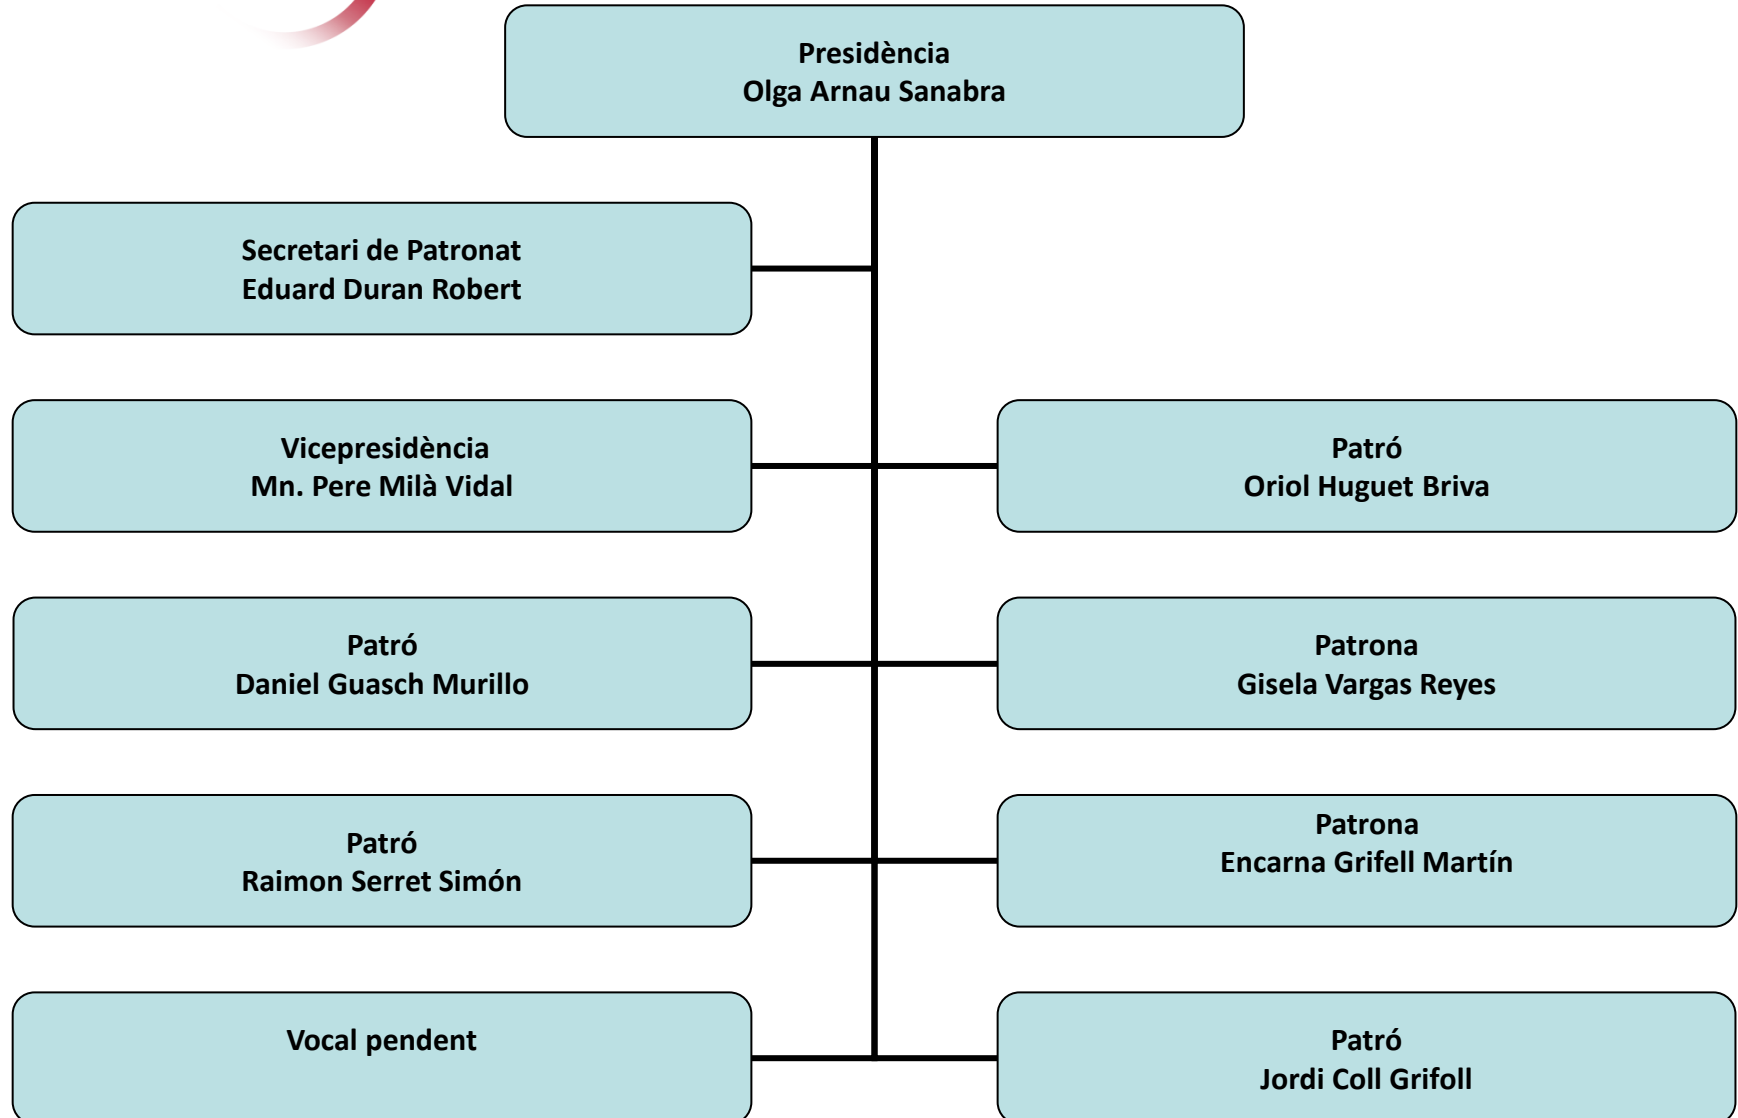 Presidència
Olga Arnau Sanabra
Secretari de Patronat
Eduard Duran Robert
Vicepresidència
Mn. Pere Milà Vidal
Patró
Oriol Huguet Briva
Patró
Daniel Guasch Murillo
Patrona
Gisela Vargas Reyes
Patró
Raimon Serret Simón
Patrona
Encarna Grifell Martín
Vocal pendent
Patró
Jordi Coll Grifoll